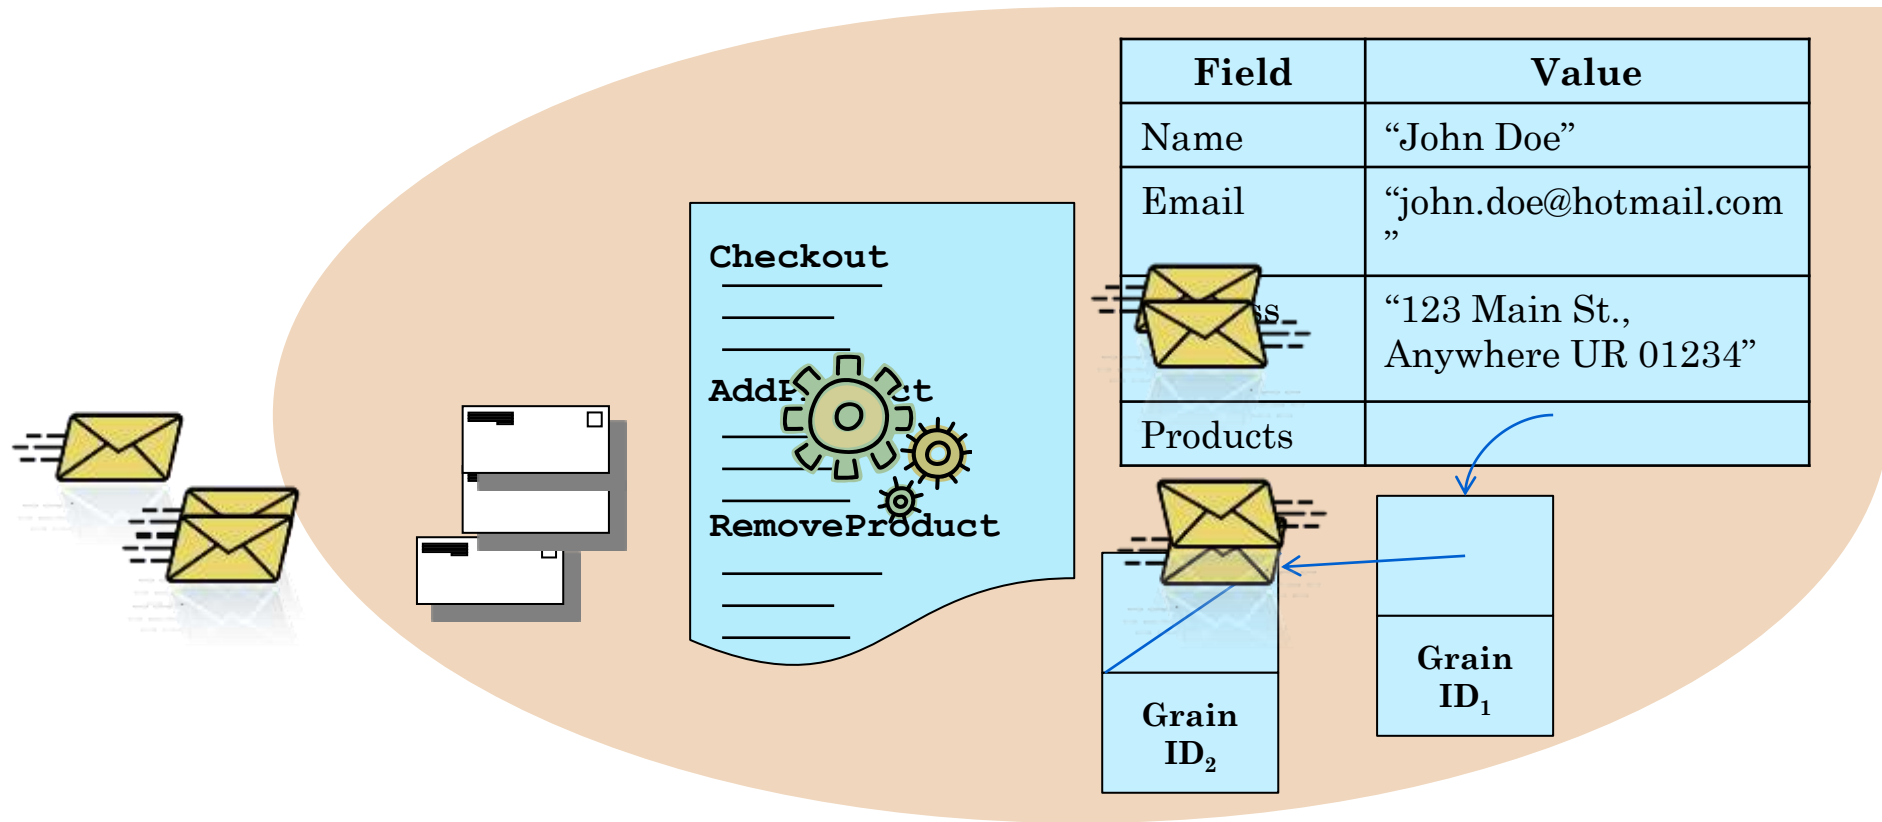 Field Value
Name “John Doe”
Email “john.doe@hotmail.com
”
“123 Main St.,
Anywhere UR 01234”
Products
Checkout
RemoveProduct
Grain
ID₁
Grain
ID₂